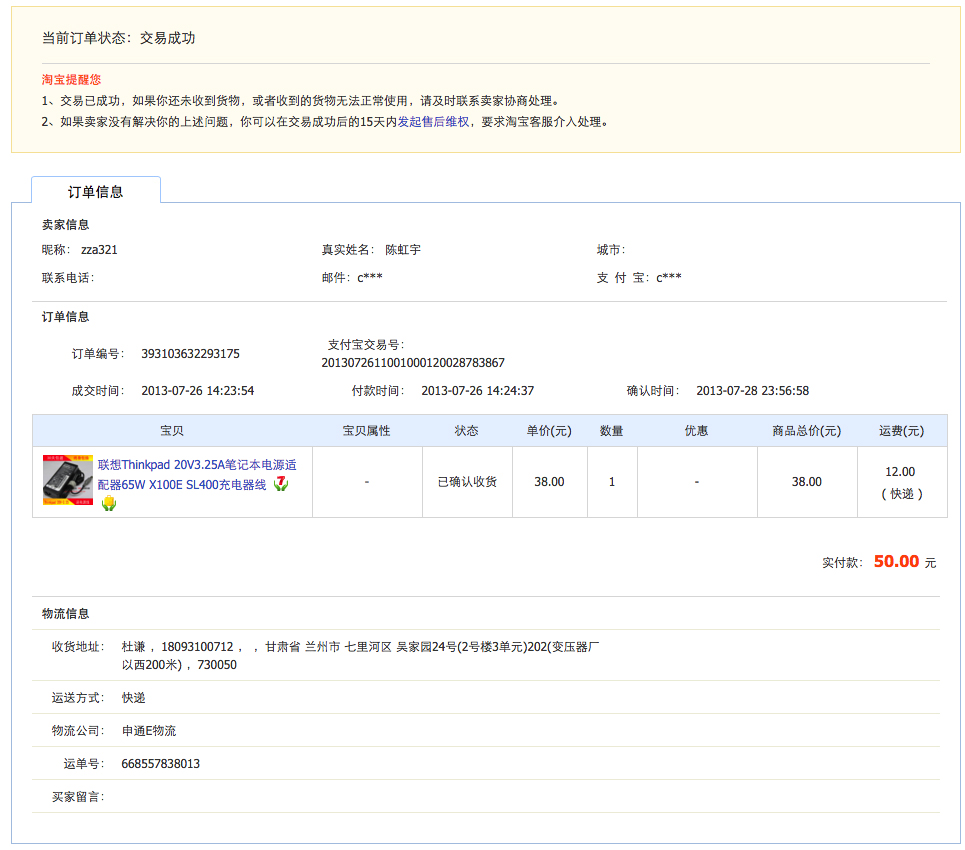 当前订单状态：交易成功
淘宝提醒您
1、交易已成功，如果你还未收到货物，或者收到的货物无法正常使用，请及时联系卖家协商处理。
2、如果卖家没有解决你的上述问题，你可以在交易成功后的15天内发起售后维权，要求淘宝客服介入处理。
订单信息
卖家信息
昵称： zza321 真实姓名： 陈虹宇 城市：
联系电话： 邮件：c*** 支 付 宝：c***
订单信息
支付宝交易号：
订单编号： 393103632293175 2013072611001000120028783867
成交时间： 2013-07-26 14:23:54 付款时间： 2013-07-26 14:24:37 确认时间： 2013-07-28 23:56:58
宝贝 宝贝属性 状态 单价(元) 数量 优惠 商品总价(元) 运费(元)
联想Thinkpad 20V3.25A笔记本电源适
配器65W X100E SL400充电器线 - 已确认收货 38.00 1 - 38.00 12.00
( 快递 )
实付款： 50.00 元
物流信息
收货地址： 杜谦 ，18093100712 ， ，甘肃省 兰州市 七里河区 吴家园24号(2号楼3单元)202(变压器厂
以西200米) ，730050
运送方式： 快递
物流公司： 申通E物流
运单号： 668557838013
买家留言：